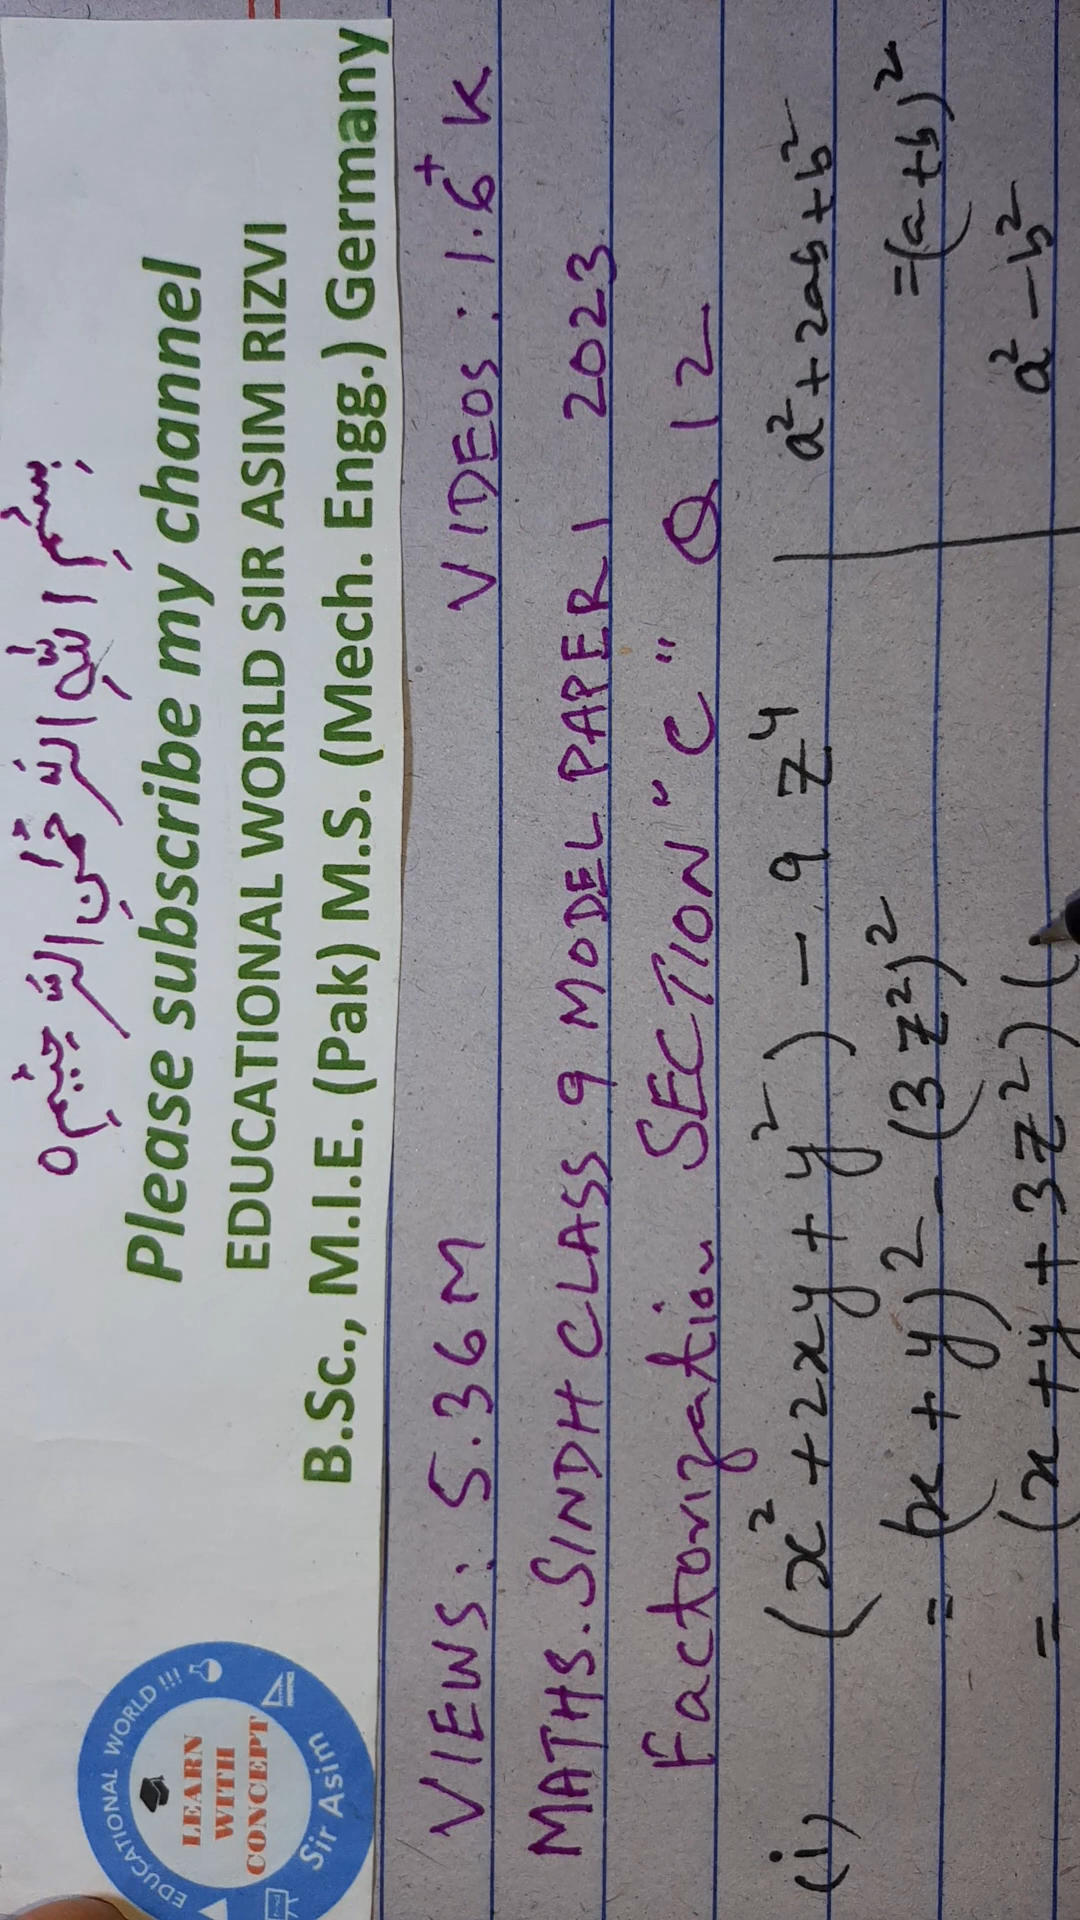 بِسْمِ اللّٰهِ الرَّحْمٰنِ الرَّحِيْمِ ○
Please subscribe my channel
EDUCATIONAL WORLD SIR ASIM RIZVI
B.Sc., M.I.E. (Pak) M.S. (Mech. Engg.) Germany
EDUCATIONAL WORLD !!!
LEARN
WITH
CONCEPT
Sir Asim
VIEWS: 5.36M VIDEOS: 1.6⁺K
MATHS. SINDH CLASS 9 MODEL PAPER 1 2023
Factorization SECTION "C" Q 12
(i) (x² + 2xy + y²) - 9z⁴ a² + 2ab + b²
= (x + y)² - (3z²)² = (a + b)²
= (x + y + 3z²)( a² - b²